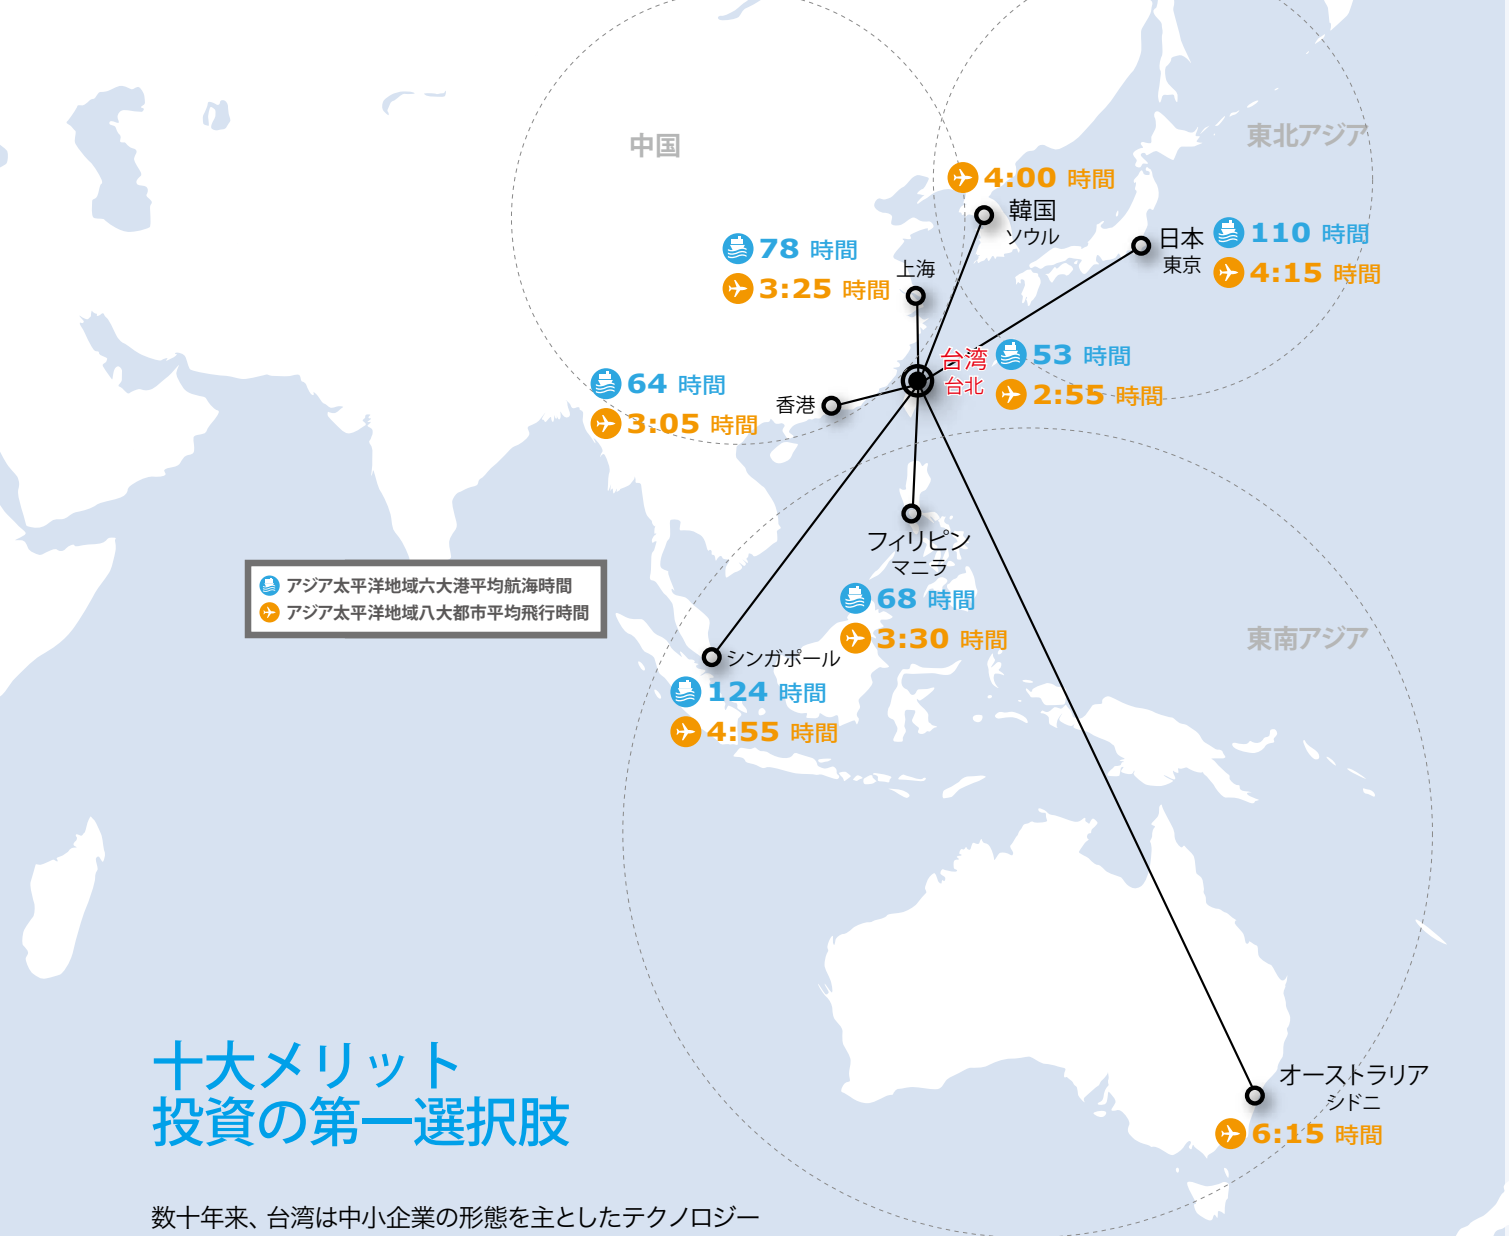 中国
東北アジア
4:00 時間
韓国
ソウル
日本
東京
110 時間
4:15 時間
78 時間
3:25 時間
上海
台湾
台北
53 時間
2:55 時間
64 時間
3:05 時間
香港
フィリピン
マニラ
68 時間
3:30 時間
アジア太平洋地域六大港平均航海時間
アジア太平洋地域八大都市平均飛行時間
東南アジア
シンガポール
124 時間
4:55 時間
オーストラリア
シドニ
6:15 時間
十大メリット
投資の第一選択肢
数十年来、台湾は中小企業の形態を主としたテクノロジー